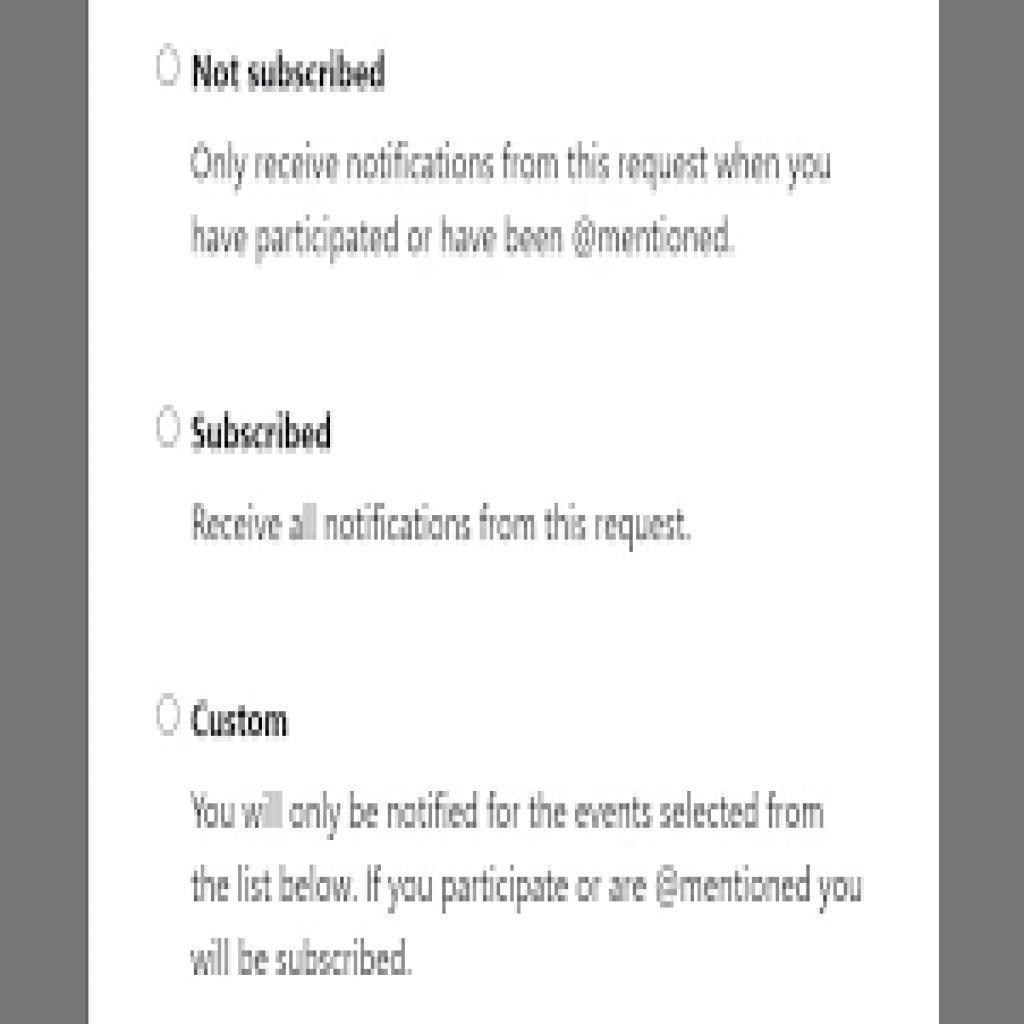 Not subscribed
Only receive notifications from this request when you
have participated or have been @mentioned.
Subscribed
Receive all notifications from this request.
Custom
You will only be notified for the events selected from
the list below. If you participate or are @mentioned you
will be subscribed.